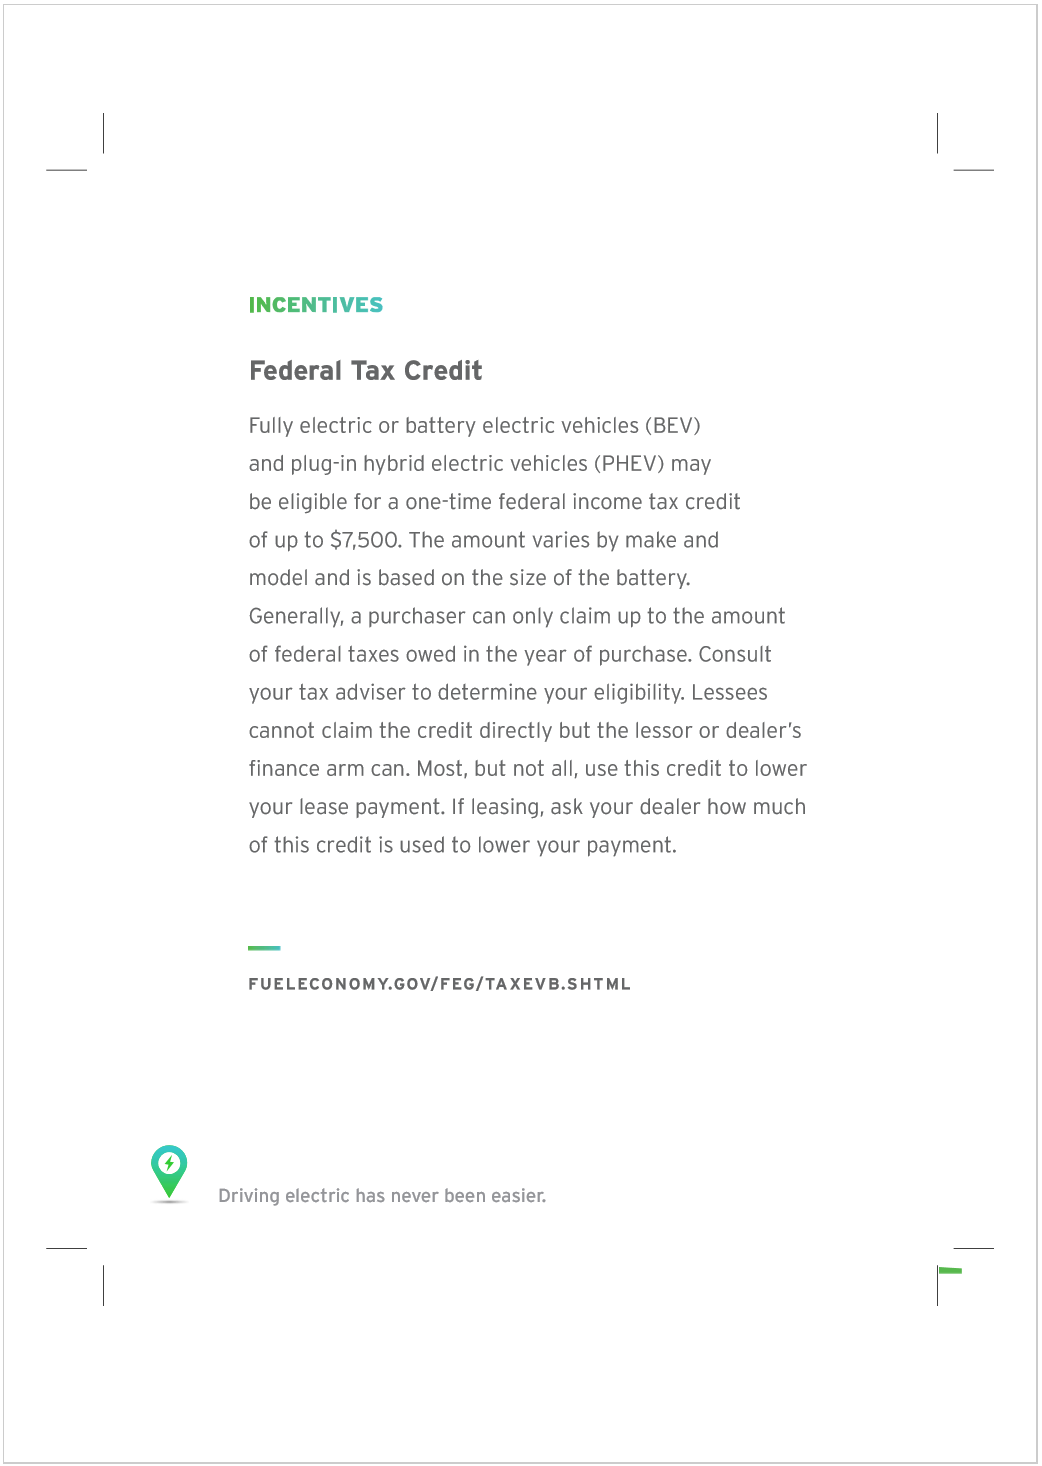 INCENTIVES
Federal Tax Credit
Fully electric or battery electric vehicles (BEV)
and plug-in hybrid electric vehicles (PHEV) may
be eligible for a one-time federal income tax credit
of up to $7,500. The amount varies by make and
model and is based on the size of the battery.
Generally, a purchaser can only claim up to the amount
of federal taxes owed in the year of purchase. Consult
your tax adviser to determine your eligibility. Lessees
cannot claim the credit directly but the lessor or dealer’s
finance arm can. Most, but not all, use this credit to lower
your lease payment. If leasing, ask your dealer how much
of this credit is used to lower your payment.
FUELECONOMY.GOV/FEG/TAXEVB.SHTML
Driving electric has never been easier.